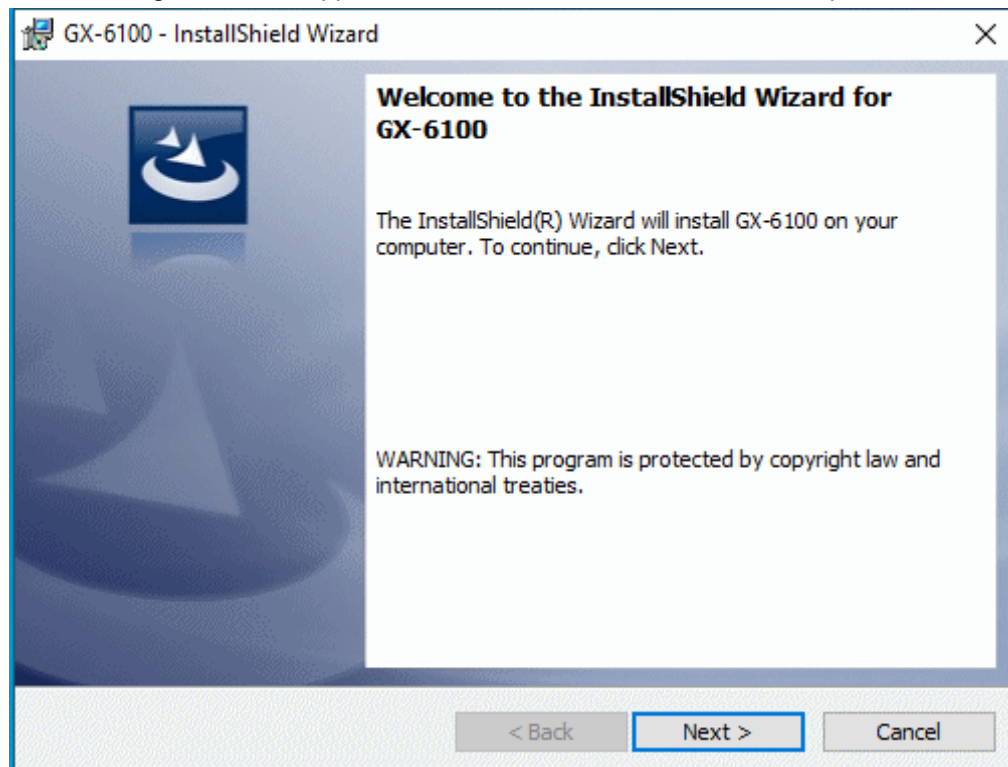 GX-6100 - InstallShield Wizard
Welcome to the InstallShield Wizard for
GX-6100
The InstallShield(R) Wizard will install GX-6100 on your
computer. To continue, click Next.
WARNING: This program is protected by copyright law and
international treaties.
< Back
Next >
Cancel